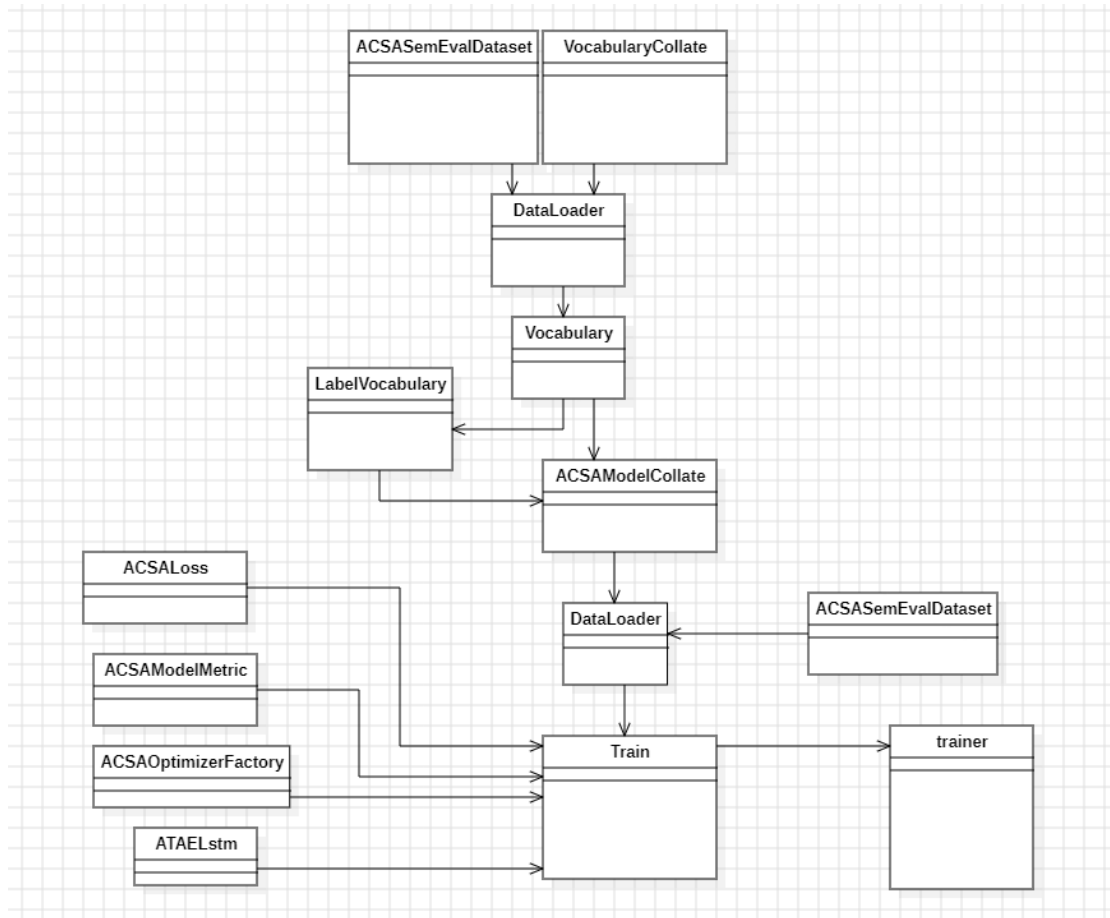 ACSASemEvalDataset
VocabularyCollate
DataLoader
Vocabulary
LabelVocabulary
ACSAModelCollate
ACSALoss
DataLoader
ACSASemEvalDataset
ACSAModelMetric
Train
trainer
ACSAOptimizerFactory
ATAELstm